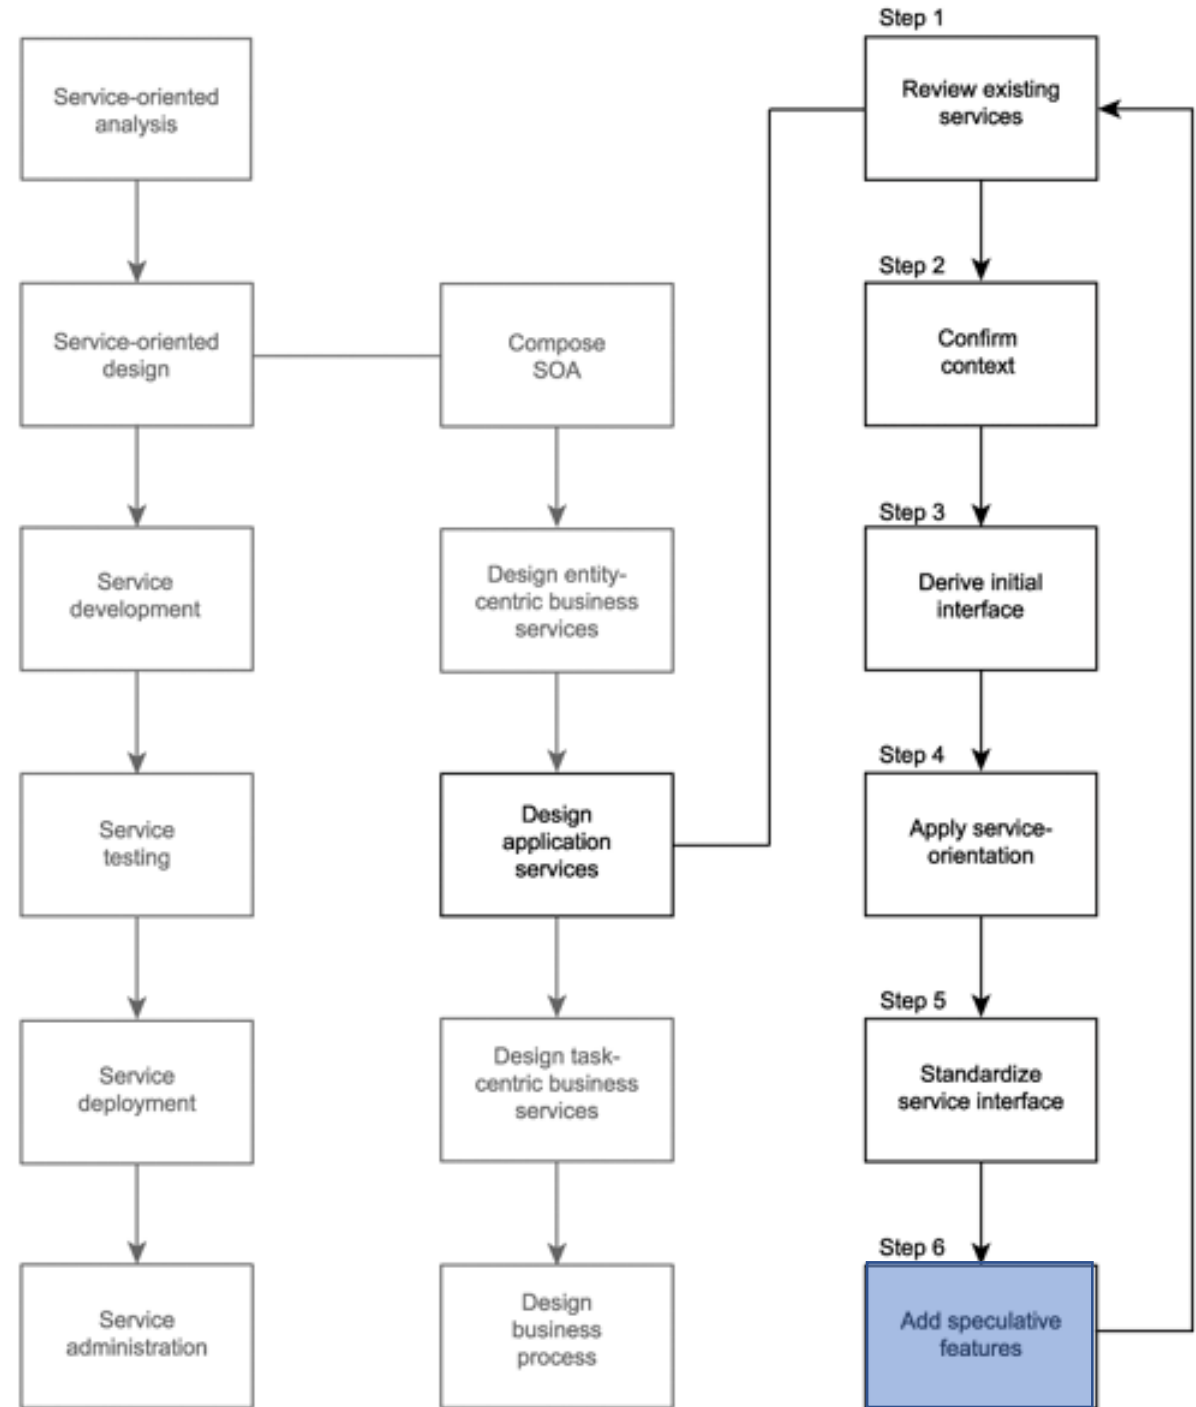 Service-oriented
analysis
Service-oriented
design
Service
development
Service
testing
Service
deployment
Service
administration
Compose
SOA
Design entity-
centric business
services
Design
application
services
Design task-
centric business
services
Design
business
process
Step 1
Review existing
services
Step 2
Confirm
context
Step 3
Derive initial
interface
Step 4
Apply service-
orientation
Step 5
Standardize
service interface
Step 6
Add speculative
features